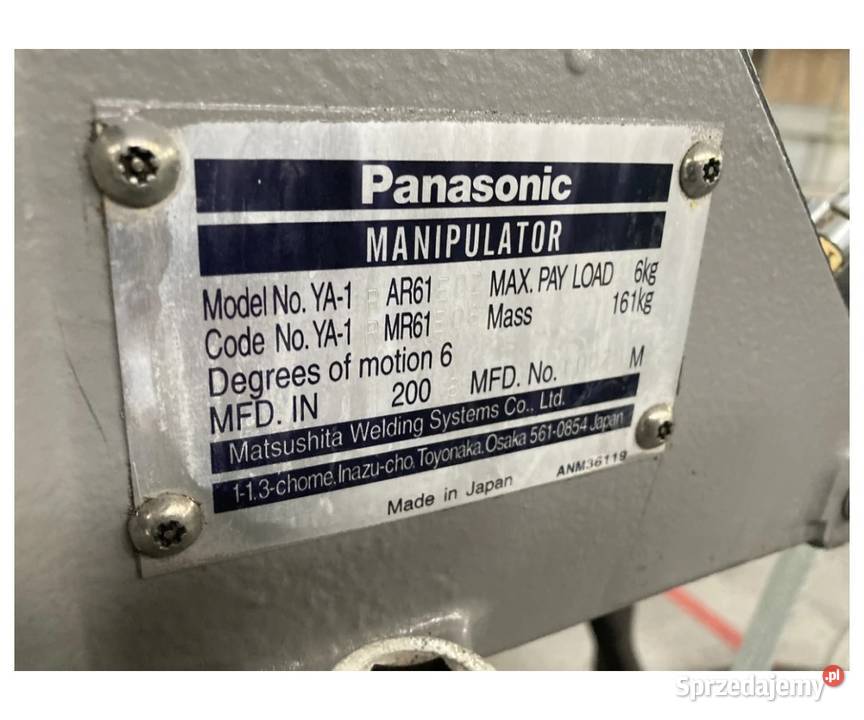 Panasonic
MANIPULATOR
Model No. YA-1 AR61 MAX. PAY LOAD 6kg
Code No. YA-1 MR61 Mass 161kg
Degrees of motion 6
MFD. IN 200 MFD. No. M
Matsushita Welding Systems Co., Ltd.
1-1.3-chome.Inazu-cho.Toyonaka.Osaka 561-0854 Japan
Made in Japan ANM36119
Sprzedajemy.pl